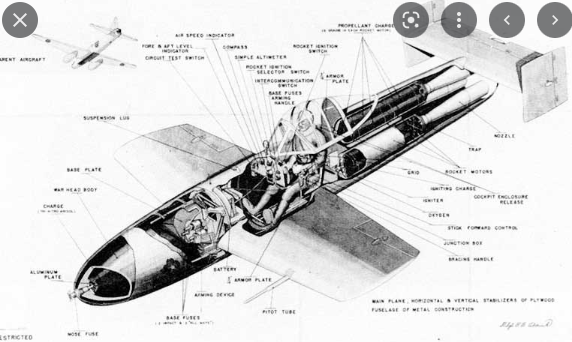 PROPELLANT CHARGE
AIR SPEED INDICATOR
FORE & AFT LEVEL
INDICATOR
COMPASS
ROCKET IGNITION
SWITCH
CIRCUIT TEST SWITCH
SIMPLE ALTIMETER
ARENT AIRCRAFT
ROCKET IGNITION
SELECTOR SWITCH
ARMOR
PLATE
INTERCOMMUNICATION
SWITCH
BASE FUSES
ARMING
HANDLE
SUSPENSION LUG
NOZZLE
TRAP
BASE PLATE
GRID
ROCKET MOTORS
WAR HEAD BODY
IGNITING CHARGE
COCKPIT ENCLOSURE
RELEASE
IGNITER
CHARGE
OXYGEN
STICK FORWARD CONTROL
JUNCTION BOX
BRACING HANDLE
BATTERY
ALUMINUM
PLATE
ARMOR PLATE
ARMING DEVICE
PITOT TUBE
BASE FUSES
MAIN PLANE, HORIZONTAL & VERTICAL STABILIZERS OF PLYWOOD
FUSELAGE OF METAL CONSTRUCTION
NOSE FUSE
ESTRICTED